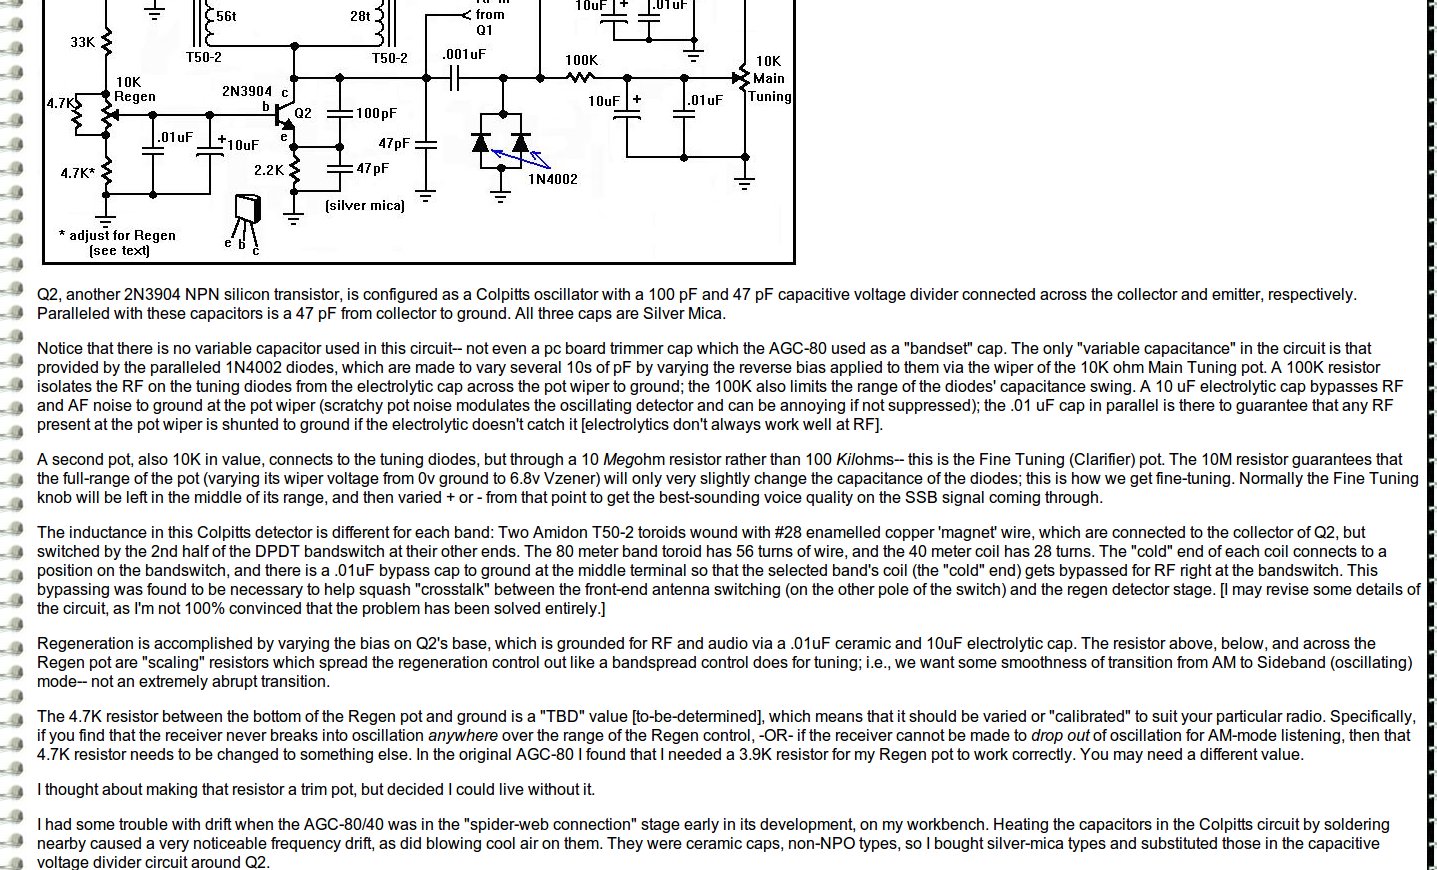 10uF + .01uF
56t 28t from
Q1
33K
T50-2 T50-2 .001uF 100K 10K
Main
Tuning
10K
Regen
2N3904 c
4.7K b Q2 100pF 10uF + .01uF
.01uF +10uF e 47pF
4.7K* 2.2K 47pF 1N4002
(silver mica)
* adjust for Regen
(see text)
e b c
Q2, another 2N3904 NPN silicon transistor, is configured as a Colpitts oscillator with a 100 pF and 47 pF capacitive voltage divider connected across the collector and emitter, respectively.
Paralleled with these capacitors is a 47 pF from collector to ground. All three caps are Silver Mica.
Notice that there is no variable capacitor used in this circuit-- not even a pc board trimmer cap which the AGC-80 used as a "bandset" cap. The only "variable capacitance" in the circuit is that
provided by the paralleled 1N4002 diodes, which are made to vary several 10s of pF by varying the reverse bias applied to them via the wiper of the 10K ohm Main Tuning pot. A 100K resistor
isolates the RF on the tuning diodes from the electrolytic cap across the pot wiper to ground; the 100K also limits the range of the diodes' capacitance swing. A 10 uF electrolytic cap bypasses RF
and AF noise to ground at the pot wiper (scratchy pot noise modulates the oscillating detector and can be annoying if not suppressed); the .01 uF cap in parallel is there to guarantee that any RF
present at the pot wiper is shunted to ground if the electrolytic doesn't catch it [electrolytics don't always work well at RF].
A second pot, also 10K in value, connects to the tuning diodes, but through a 10 Megohm resistor rather than 100 Kilohms-- this is the Fine Tuning (Clarifier) pot. The 10M resistor guarantees that
the full-range of the pot (varying its wiper voltage from 0v ground to 6.8v Vzener) will only very slightly change the capacitance of the diodes; this is how we get fine-tuning. Normally the Fine Tuning
knob will be left in the middle of its range, and then varied + or - from that point to get the best-sounding voice quality on the SSB signal coming through.
The inductance in this Colpitts detector is different for each band: Two Amidon T50-2 toroids wound with #28 enamelled copper 'magnet' wire, which are connected to the collector of Q2, but
switched by the 2nd half of the DPDT bandswitch at their other ends. The 80 meter band toroid has 56 turns of wire, and the 40 meter coil has 28 turns. The "cold" end of each coil connects to a
position on the bandswitch, and there is a .01uF bypass cap to ground at the middle terminal so that the selected band's coil (the "cold" end) gets bypassed for RF right at the bandswitch. This
bypassing was found to be necessary to help squash "crosstalk" between the front-end antenna switching (on the other pole of the switch) and the regen detector stage. [I may revise some details of
the circuit, as I'm not 100% convinced that the problem has been solved entirely.]
Regeneration is accomplished by varying the bias on Q2's base, which is grounded for RF and audio via a .01uF ceramic and 10uF electrolytic cap. The resistor above, below, and across the
Regen pot are "scaling" resistors which spread the regeneration control out like a bandspread control does for tuning; i.e., we want some smoothness of transition from AM to Sideband (oscillating)
mode-- not an extremely abrupt transition.
The 4.7K resistor between the bottom of the Regen pot and ground is a "TBD" value [to-be-determined], which means that it should be varied or "calibrated" to suit your particular radio. Specifically,
if you find that the receiver never breaks into oscillation anywhere over the range of the Regen control, -OR- if the receiver cannot be made to drop out of oscillation for AM-mode listening, then that
4.7K resistor needs to be changed to something else. In the original AGC-80 I found that I needed a 3.9K resistor for my Regen pot to work correctly. You may need a different value.
I thought about making that resistor a trim pot, but decided I could live without it.
I had some trouble with drift when the AGC-80/40 was in the "spider-web connection" stage early in its development, on my workbench. Heating the capacitors in the Colpitts circuit by soldering
nearby caused a very noticeable frequency drift, as did blowing cool air on them. They were ceramic caps, non-NPO types, so I bought silver-mica types and substituted those in the capacitive
voltage divider circuit around Q2.